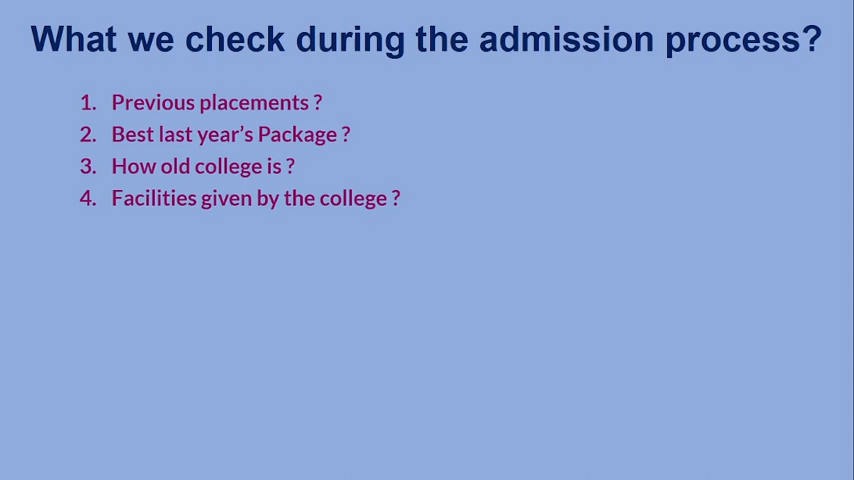 What we check during the admission process?
1. Previous placements ?
2. Best last year’s Package ?
3. How old college is ?
4. Facilities given by the college ?